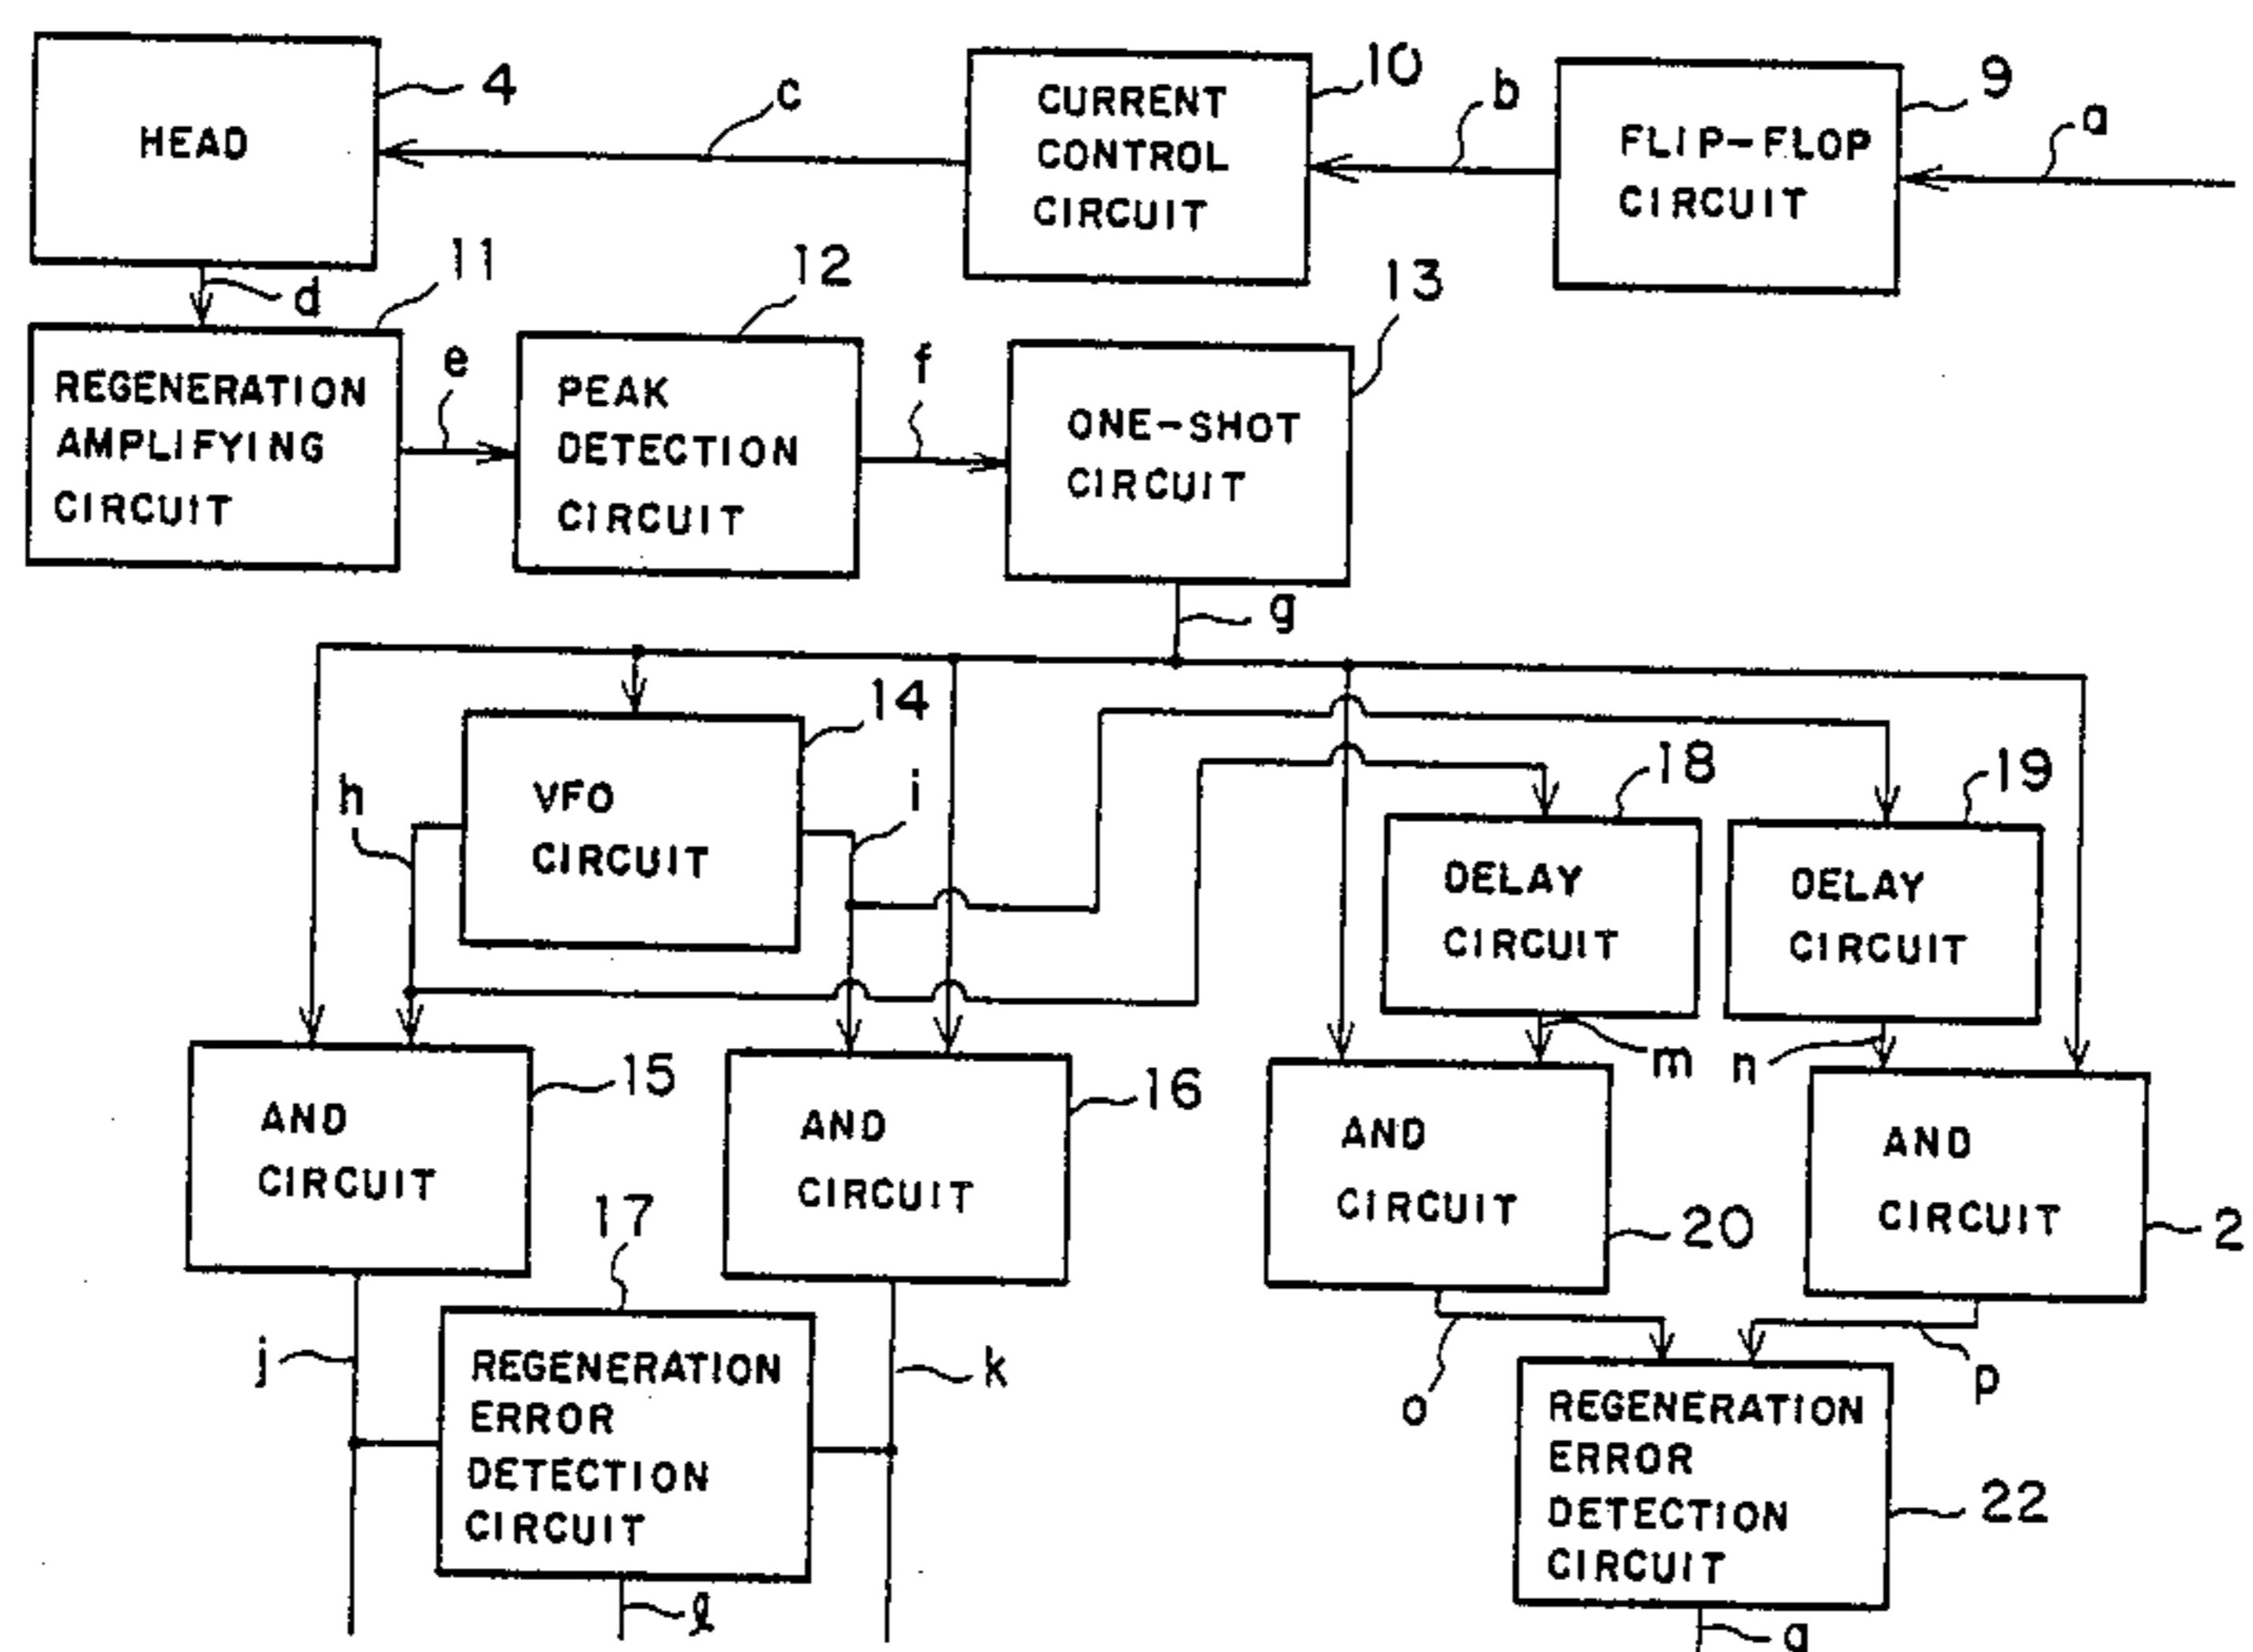 HEAD
4
c
CURRENT
CONTROL
CIRCUIT
10
b
FLIP-FLOP
CIRCUIT
9
a
d
11
12
13
REGENERATION
AMPLIFYING
CIRCUIT
e
PEAK
DETECTION
CIRCUIT
f
ONE-SHOT
CIRCUIT
g
14
h
VFO
CIRCUIT
i
18
19
DELAY
CIRCUIT
DELAY
CIRCUIT
m
n
AND
CIRCUIT
15
AND
CIRCUIT
16
AND
CIRCUIT
20
AND
CIRCUIT
2
17
j
REGENERATION
ERROR
DETECTION
CIRCUIT
k
l
o
p
REGENERATION
ERROR
DETECTION
CIRCUIT
22